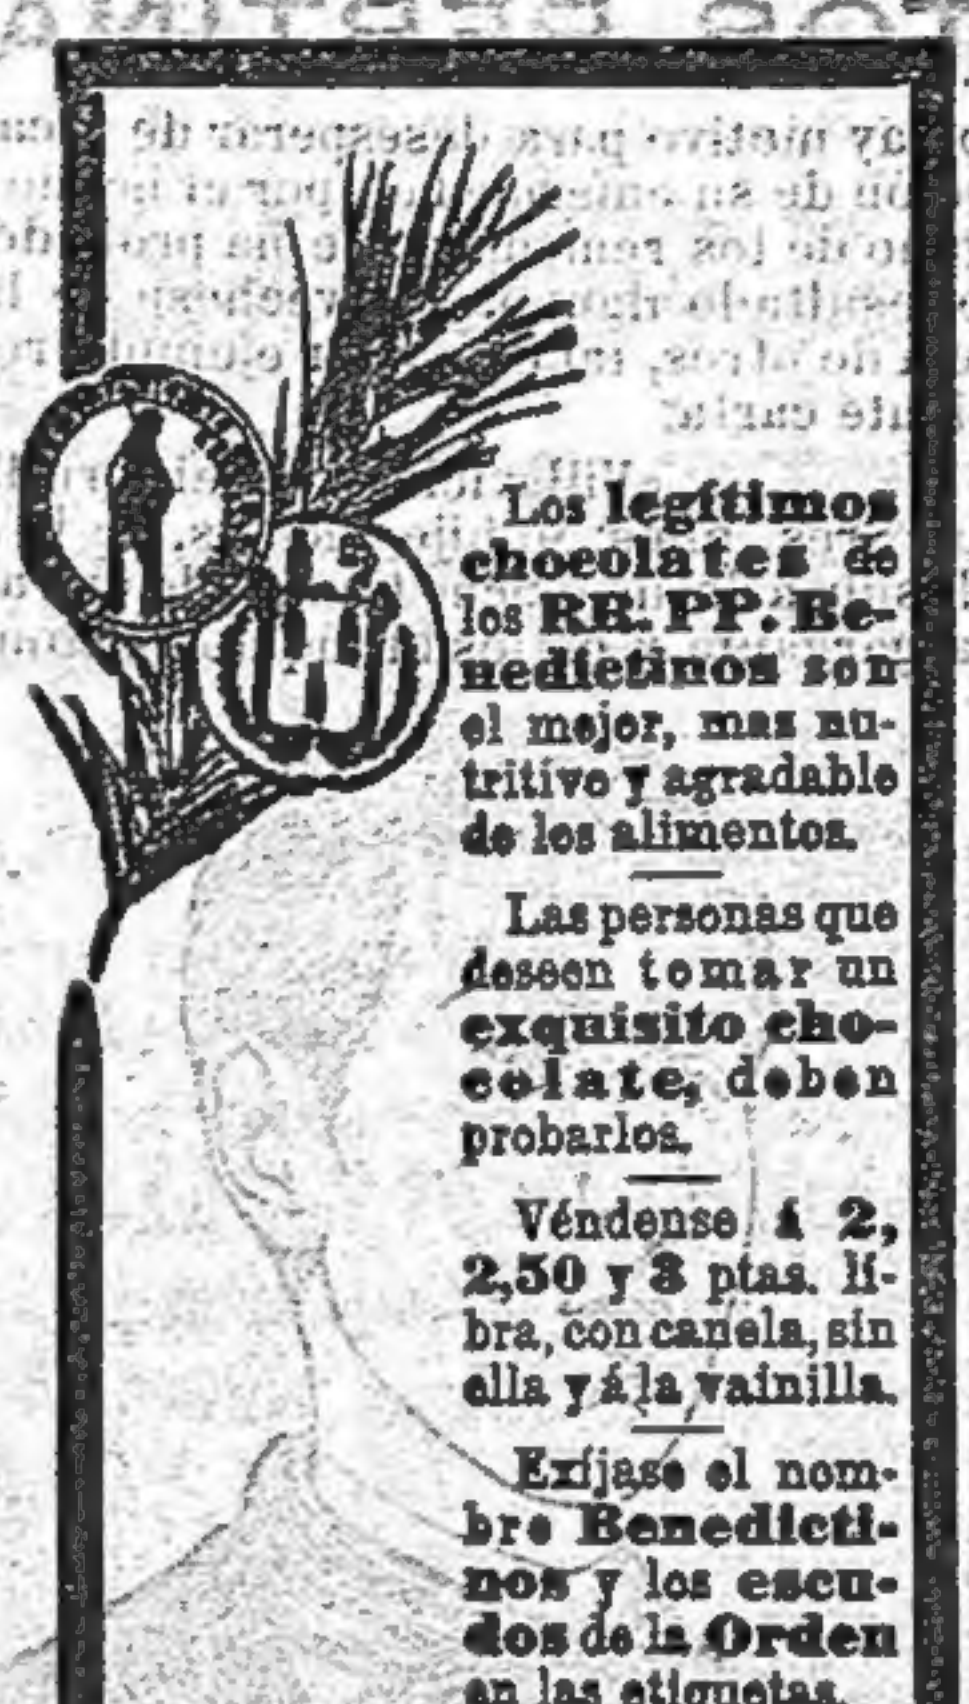 Los legítimos
chocolates de
los RR. PP. Be-
nedictinos son
el mejor, mas nu-
tritivo y agradable
de los alimentos.
Las personas que
deseen tomar un
exquisito cho-
colate, deben
probarlos.
Véndense á 2,
2,50 y 3 ptas. li-
bra, con canela, sin
ella y á la vainilla.
Exíjase el nom-
bre Benedicti-
nos y los escu-
dos de la Orden
en las etiquetas.